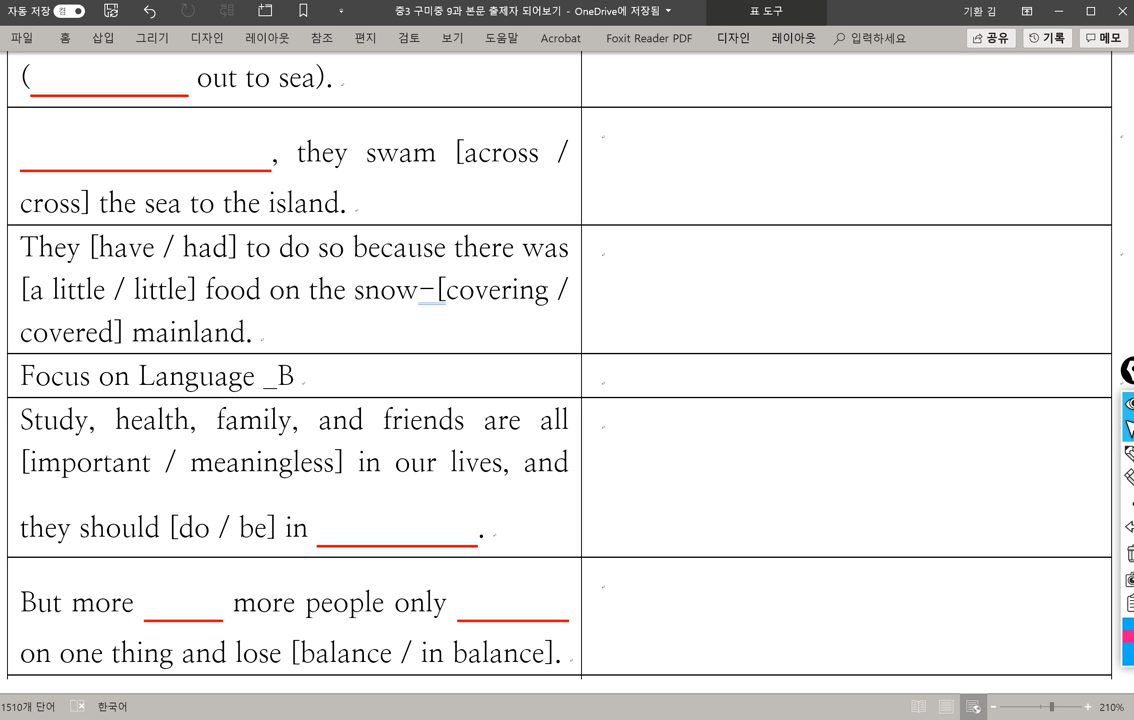 자동 저장 컴 중3 구미중 9과 본문 출제자 되어보기 - OneDrive에 저장됨 표 도구 기환 김
파일 홈 삽입 그리기 디자인 레이아웃 참조 편지 검토 보기 도움말 Acrobat Foxit Reader PDF 디자인 레이아웃 입력하세요 공유 기록 메모
( out to sea).
, they swam [across /
cross] the sea to the island.
They [have / had] to do so because there was
[a little / little] food on the snow-[covering /
covered] mainland.
Focus on Language _B
Study, health, family, and friends are all
[important / meaningless] in our lives, and
they should [do / be] in .
But more more people only
on one thing and lose [balance / in balance].
1510개 단어 한국어 210%